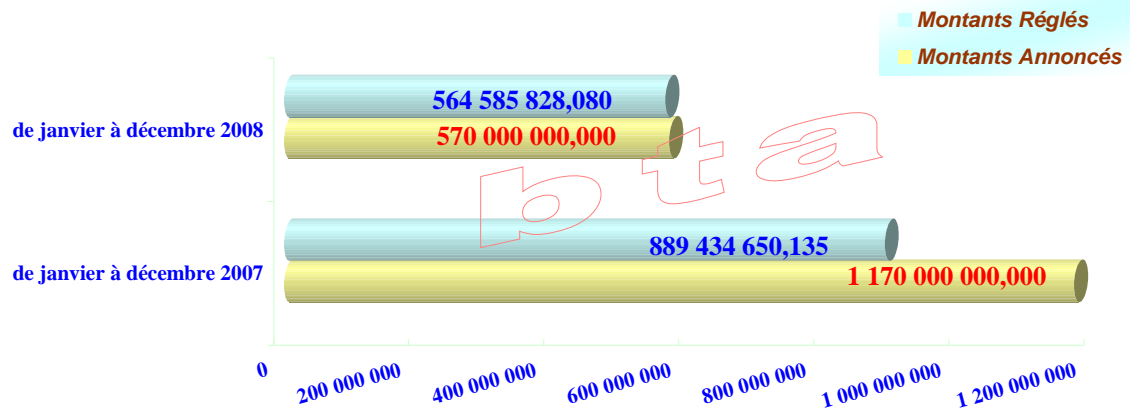 Montants Réglés
Montants Annoncés
de janvier à décembre 2008
564 585 828,080
570 000 000,000
bta
de janvier à décembre 2007
889 434 650,135
1 170 000 000,000
0
200 000 000
400 000 000
600 000 000
800 000 000
1 000 000 000
1 200 000 000